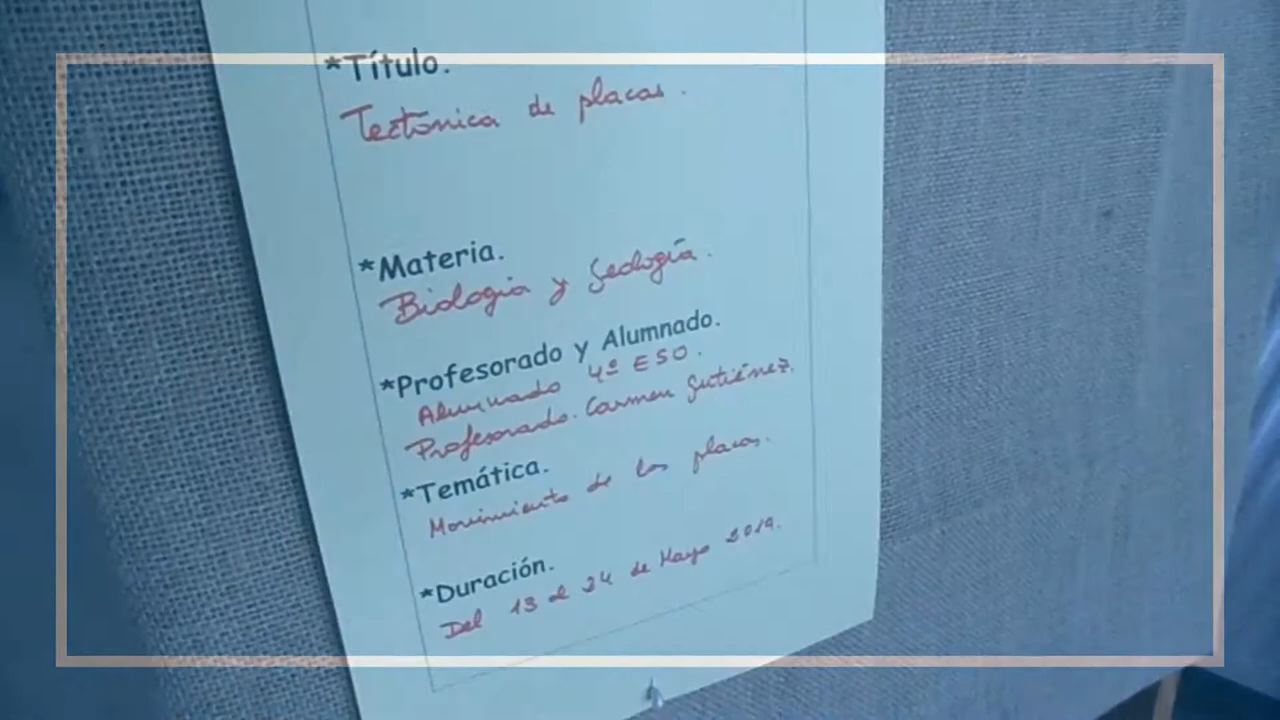 *Título.
Tectónica de placas.
*Materia.
Biología y Geología.
*Profesorado y Alumnado.
Alumnado 4º ESO.
Profesorado. Carmen Gutiérrez.
*Temática.
Movimiento de las placas.
*Duración.
Del 13 al 24 de Mayo 2019.